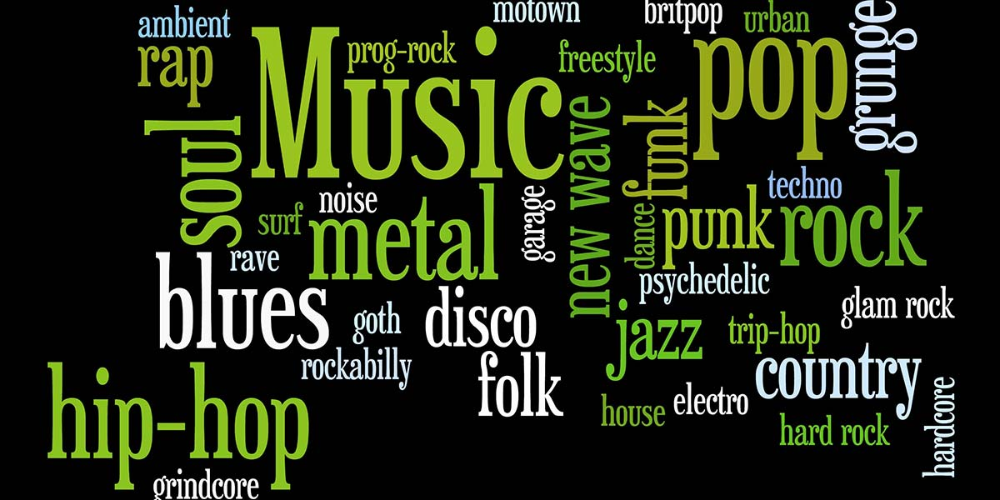 motown
britpop
urban
ambient
grunge
Music
prog-rock
pop
rap
freestyle
soul
new wave
funk
techno
noise
metal
garage
punk
rock
surf
dance
rave
blues
psychedelic
disco
goth
jazz
glam rock
trip-hop
rockabilly
folk
country
hip-hop
house
electro
hardcore
hard rock
grindcore